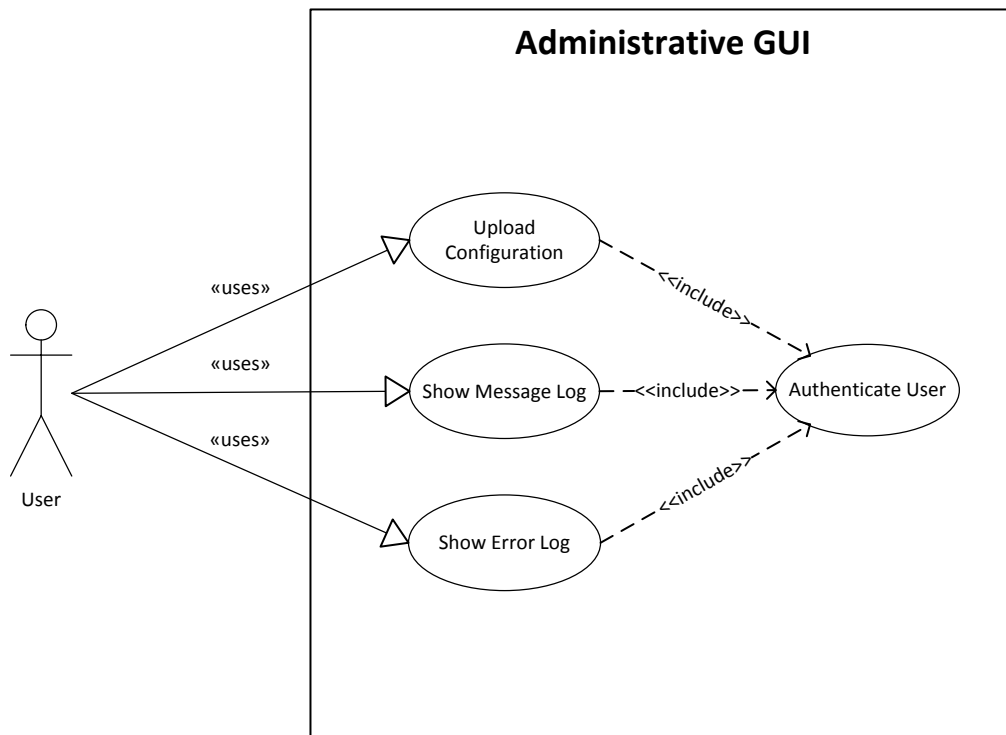 Administrative GUI
Upload
Configuration
«uses»
<<include>>
«uses»
Show Message Log
<<include>>
Authenticate User
«uses»
<<include>>
User
Show Error Log